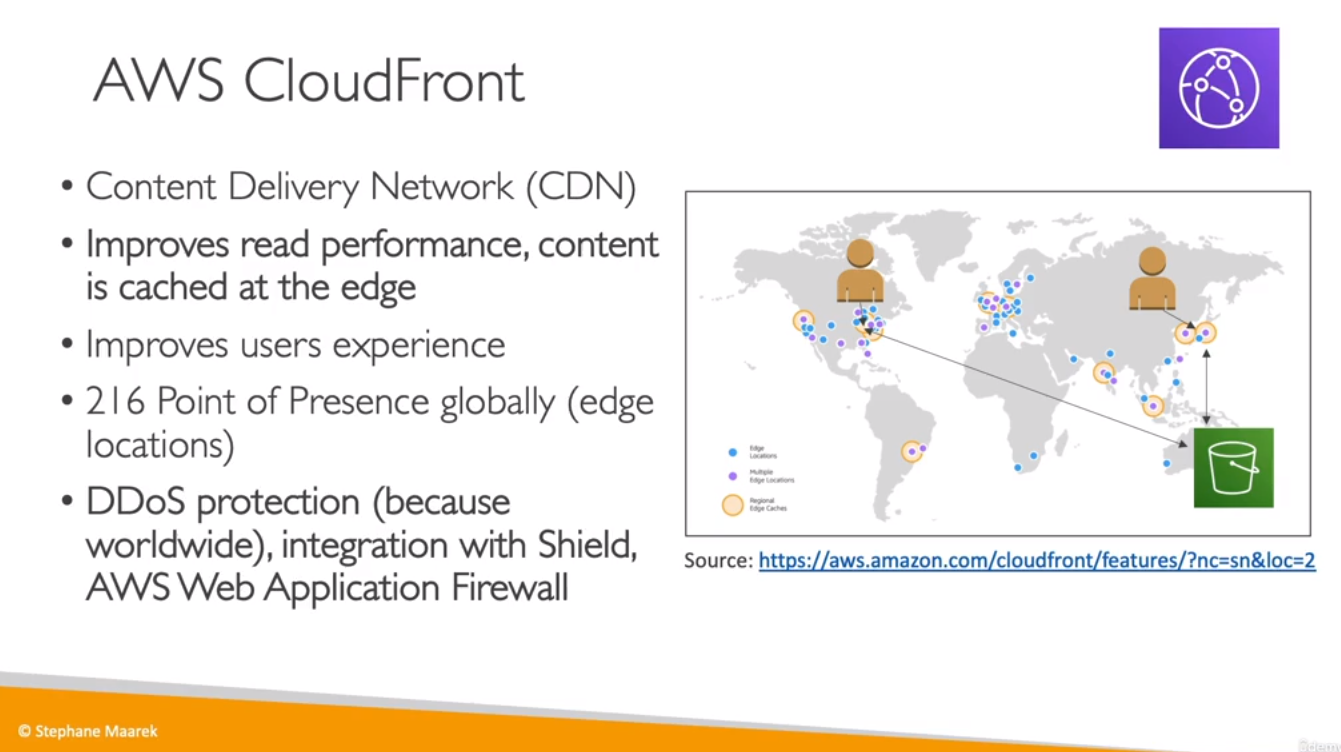 AWS CloudFront
• Content Delivery Network (CDN)
• Improves read performance, content
is cached at the edge
• Improves users experience
• 216 Point of Presence globally (edge
locations)
• DDoS protection (because
worldwide), integration with Shield,
AWS Web Application Firewall
Edge
Locations
Multiple
Edge Locations
Regional
Edge Caches
Source: https://aws.amazon.com/cloudfront/features/?nc=sn&loc=2
© Stephane Maarek